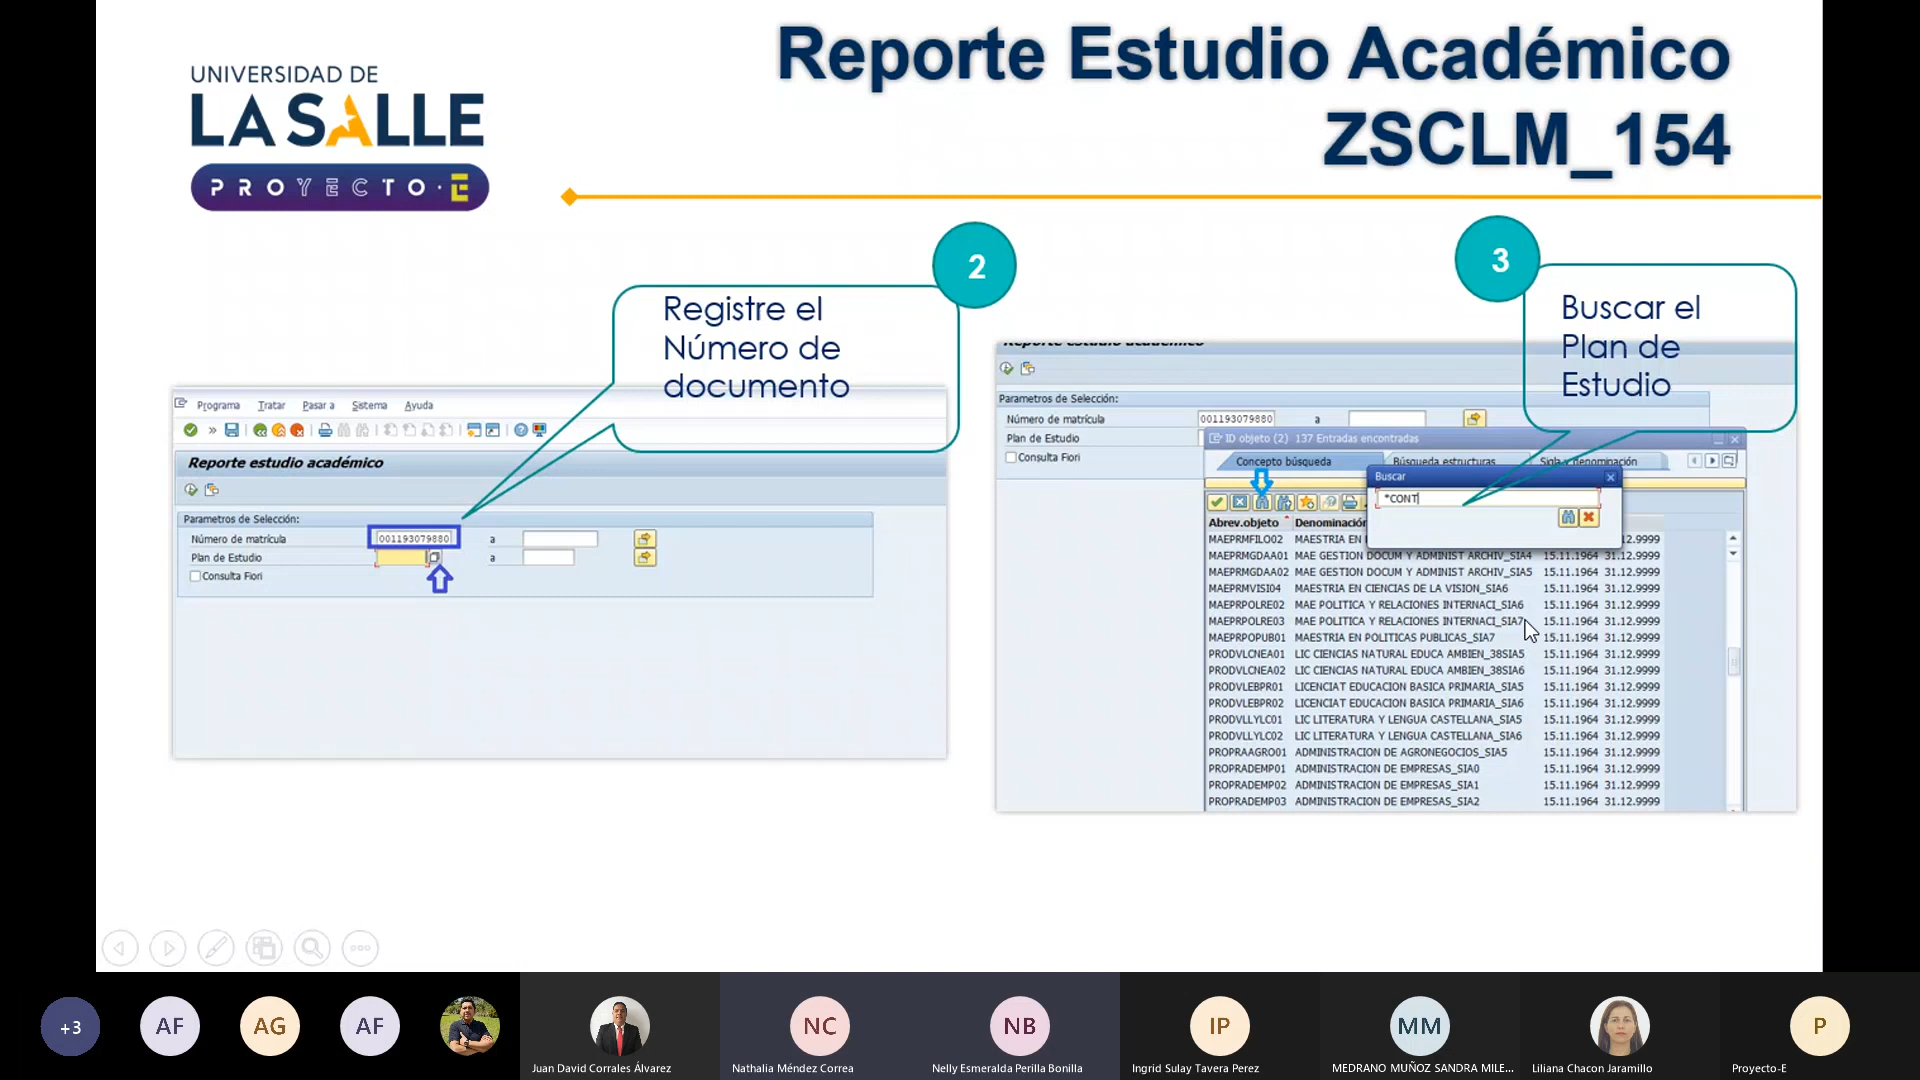 Reporte Estudio Académico
ZSCLM_154
UNIVERSIDAD DE
LA SALLE
PROYECTO·E
2
Registre el
Número de
documento
3
Buscar el
Plan de
Estudio
Programa Tratar Pasar a Sistema Ayuda
Reporte estudio académico
Parametros de Selección:
Número de matrícula 001193079880 a
Plan de Estudio a
Consulta Fiori
Reporte estudio académico
Parametros de Selección:
Número de matrícula 001193079880 a
Plan de Estudio
Consulta Fiori
ID objeto (2) 137 Entradas encontradas
Concepto búsqueda Búsqueda estructuras Sigla y denominación
Buscar
*CONT
Abrev.objeto Denominación
MAEPRMFILO02 MAESTRIA EN .9999
MAEPRMGDAA01 MAE GESTION DOCUM Y ADMINIST ARCHIV_SIA4 15.11.1964 31.12.9999
MAEPRMGDAA02 MAE GESTION DOCUM Y ADMINIST ARCHIV_SIA5 15.11.1964 31.12.9999
MAEPRMVISI04 MAESTRIA EN CIENCIAS DE LA VISION_SIA6 15.11.1964 31.12.9999
MAEPRPOLRE02 MAE POLITICA Y RELACIONES INTERNACI_SIA6 15.11.1964 31.12.9999
MAEPRPOLRE03 MAE POLITICA Y RELACIONES INTERNACI_SIA7 15.11.1964 31.12.9999
MAEPRPOPUB01 MAESTRIA EN POLITICAS PUBLICAS_SIA7 15.11.1964 31.12.9999
PRODVLCNEA01 LIC CIENCIAS NATURAL EDUCA AMBIEN_38SIA5 15.11.1964 31.12.9999
PRODVLCNEA02 LIC CIENCIAS NATURAL EDUCA AMBIEN_38SIA6 15.11.1964 31.12.9999
PRODVLEBPR01 LICENCIAT EDUCACION BASICA PRIMARIA_SIA5 15.11.1964 31.12.9999
PRODVLEBPR02 LICENCIAT EDUCACION BASICA PRIMARIA_SIA6 15.11.1964 31.12.9999
PRODVLLYLC01 LIC LITERATURA Y LENGUA CASTELLANA_SIA5 15.11.1964 31.12.9999
PRODVLLYLC02 LIC LITERATURA Y LENGUA CASTELLANA_SIA6 15.11.1964 31.12.9999
PROPRAAGRO01 ADMINISTRACION DE AGRONEGOCIOS_SIA5 15.11.1964 31.12.9999
PROPRADEMP01 ADMINISTRACION DE EMPRESAS_SIA0 15.11.1964 31.12.9999
PROPRADEMP02 ADMINISTRACION DE EMPRESAS_SIA1 15.11.1964 31.12.9999
PROPRADEMP03 ADMINISTRACION DE EMPRESAS_SIA2 15.11.1964 31.12.9999
+3 AF AG AF NC NB IP MM P
Juan David Corrales Álvarez Nathalia Méndez Correa Nelly Esmeralda Perilla Bonilla Ingrid Sulay Tavera Perez MEDRANO MUÑOZ SANDRA MILE... Liliana Chacon Jaramillo Proyecto-E